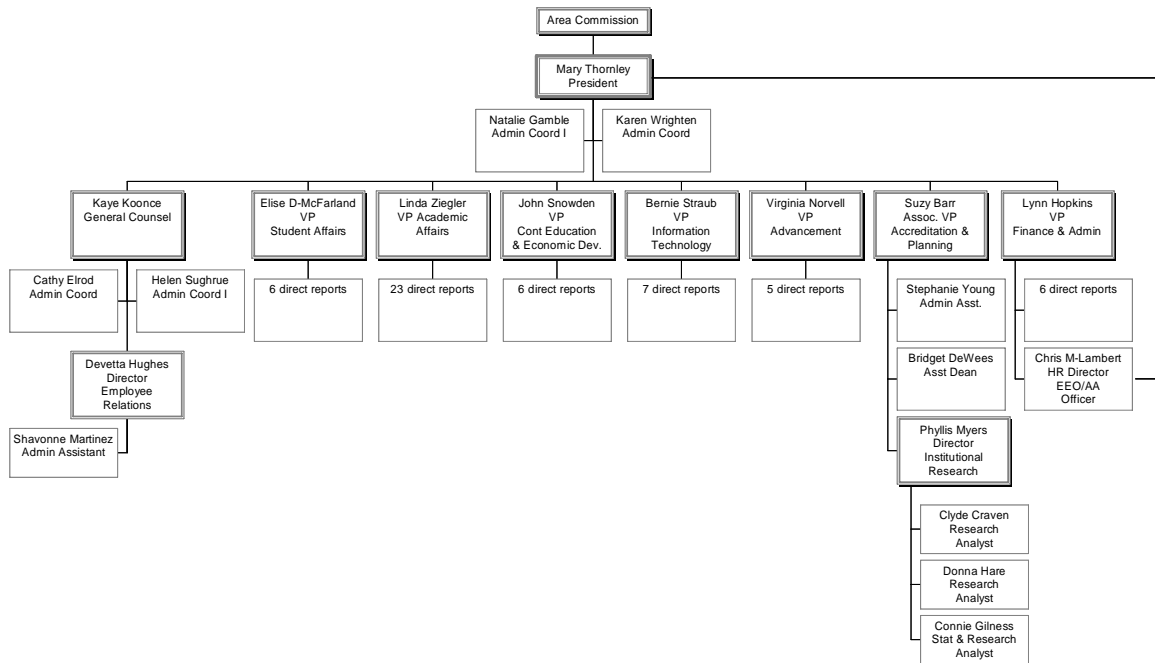 Area Commission
Mary Thornley
President
Natalie Gamble
Admin Coord I
Karen Wrighten
Admin Coord
Kaye Koonce
General Counsel
Elise D-McFarland
VP
Student Affairs
Linda Ziegler
VP Academic
Affairs
John Snowden
VP
Cont Education
& Economic Dev.
Bernie Straub
VP
Information
Technology
Virginia Norvell
VP
Advancement
Suzy Barr
Assoc. VP
Accreditation &
Planning
Lynn Hopkins
VP
Finance & Admin
Cathy Elrod
Admin Coord
Helen Sughrue
Admin Coord I
6 direct reports
23 direct reports
6 direct reports
7 direct reports
5 direct reports
Stephanie Young
Admin Asst.
6 direct reports
Devetta Hughes
Director
Employee
Relations
Bridget DeWees
Asst Dean
Chris M-Lambert
HR Director
EEO/AA
Officer
Shavonne Martinez
Admin Assistant
Phyllis Myers
Director
Institutional
Research
Clyde Craven
Research
Analyst
Donna Hare
Research
Analyst
Connie Gilness
Stat & Research
Analyst